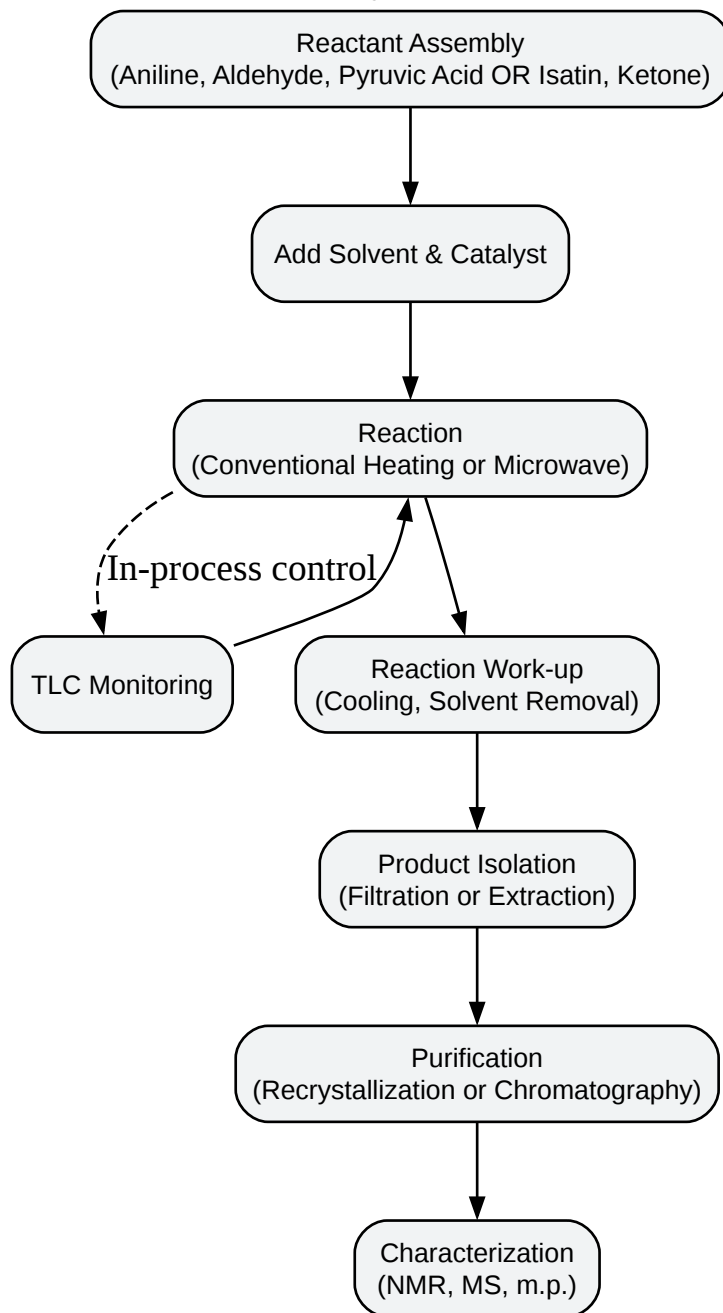 Reactant Assembly
(Aniline, Aldehyde, Pyruvic Acid OR Isatin, Ketone)
Add Solvent & Catalyst
Reaction
(Conventional Heating or Microwave)
In-process control
TLC Monitoring
Reaction Work-up
(Cooling, Solvent Removal)
Product Isolation
(Filtration or Extraction)
Purification
(Recrystallization or Chromatography)
Characterization
(NMR, MS, m.p.)